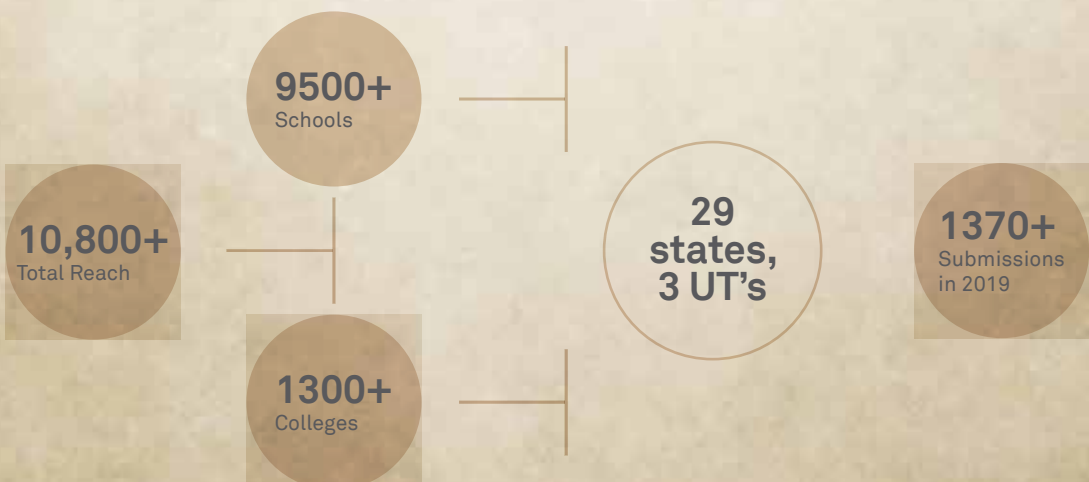 9500+
Schools
10,800+
Total Reach
1300+
Colleges
29
states,
3 UT’s
1370+
Submissions
in 2019